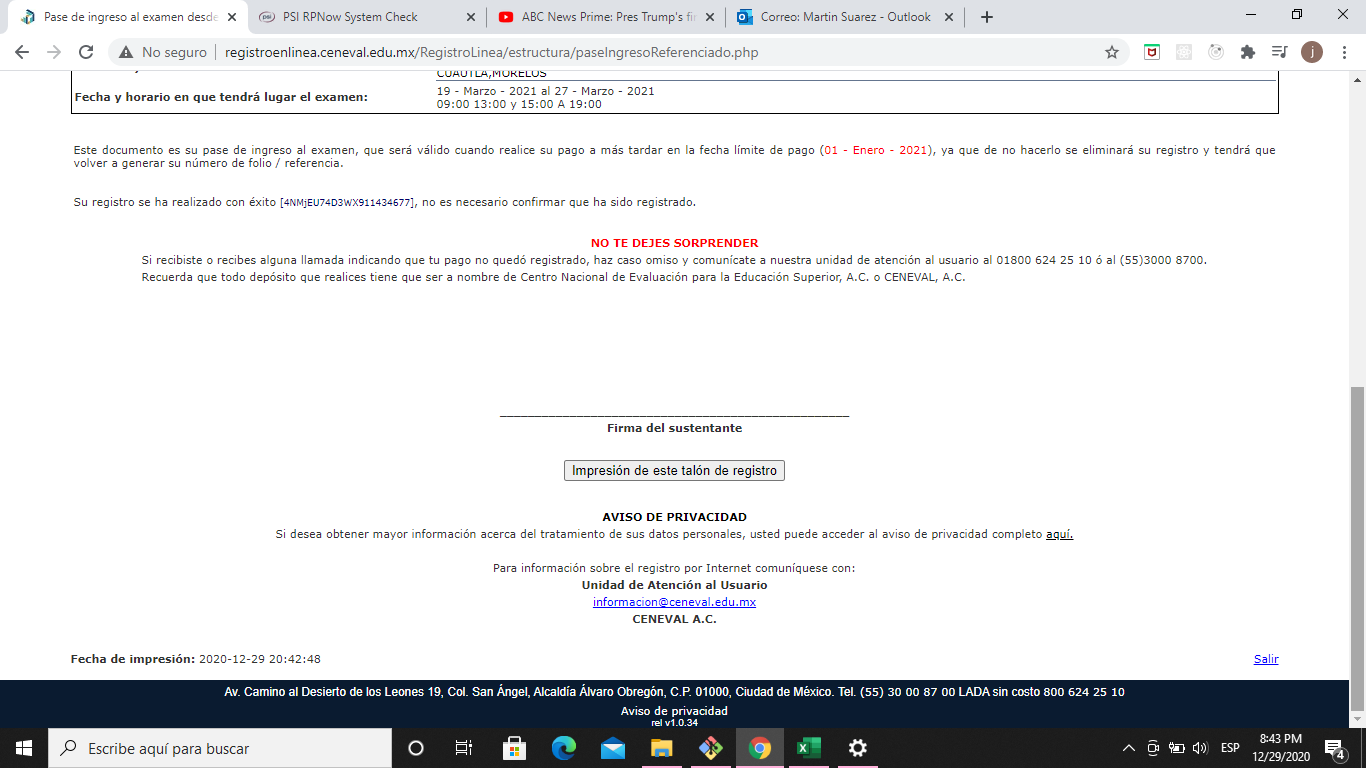 Pase de ingreso al examen desde
PSI RPNow System Check
ABC News Prime: Pres Trump's fi
Correo: Martin Suarez - Outlook
No seguro
registroenlinea.ceneval.edu.mx/RegistroLinea/estructura/paseIngresoReferenciado.php
j
CUAUTLA,MORELOS
Fecha y horario en que tendrá lugar el examen:
19 - Marzo - 2021 al 27 - Marzo - 2021
09:00 13:00 y 15:00 A 19:00
Este documento es su pase de ingreso al examen, que será válido cuando realice su pago a más tardar en la fecha límite de pago (01 - Enero - 2021), ya que de no hacerlo se eliminará su registro y tendrá que
volver a generar su número de folio / referencia.
Su registro se ha realizado con éxito [4NMjEU74D3WX911434677], no es necesario confirmar que ha sido registrado.
NO TE DEJES SORPRENDER
Si recibiste o recibes alguna llamada indicando que tu pago no quedó registrado, haz caso omiso y comunícate a nuestra unidad de atención al usuario al 01800 624 25 10 ó al (55)3000 8700.
Recuerda que todo depósito que realices tiene que ser a nombre de Centro Nacional de Evaluación para la Educación Superior, A.C. o CENEVAL, A.C.
Firma del sustentante
Impresión de este talón de registro
AVISO DE PRIVACIDAD
Si desea obtener mayor información acerca del tratamiento de sus datos personales, usted puede acceder al aviso de privacidad completo aquí.
Para información sobre el registro por Internet comuníquese con:
Unidad de Atención al Usuario
informacion@ceneval.edu.mx
CENEVAL A.C.
Fecha de impresión: 2020-12-29 20:42:48
Salir
Av. Camino al Desierto de los Leones 19, Col. San Ángel, Alcaldía Álvaro Obregón, C.P. 01000, Ciudad de México. Tel. (55) 30 00 87 00 LADA sin costo 800 624 25 10
Aviso de privacidad
rel v1.0.34
Escribe aquí para buscar
ESP
8:43 PM
12/29/2020
4